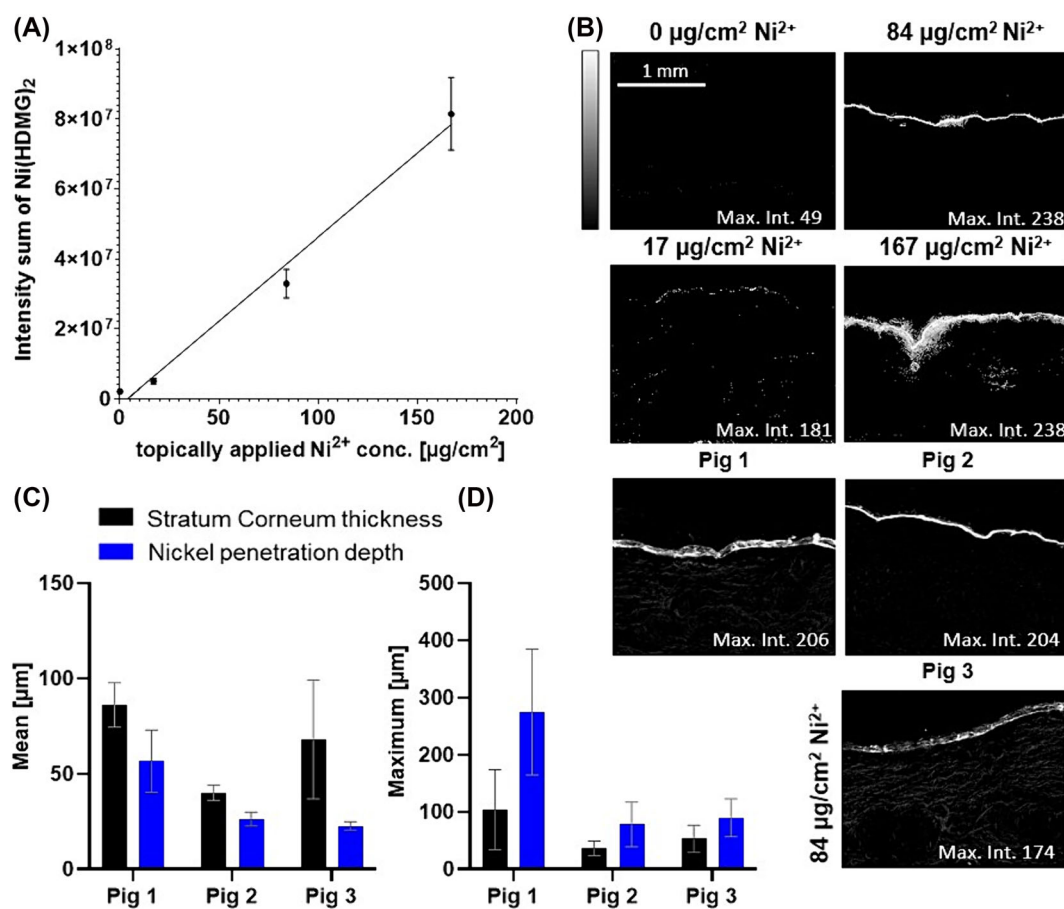 (A)
Intensity sum of Ni(HDMG)2
1×10⁸
8×10⁷
6×10⁷
4×10⁷
2×10⁷
0
0 50 100 150 200
topically applied Ni²⁺ conc. [µg/cm²]
(B)
0 µg/cm² Ni²⁺
1 mm
Max. Int. 49
84 µg/cm² Ni²⁺
Max. Int. 238
17 µg/cm² Ni²⁺
Max. Int. 181
167 µg/cm² Ni²⁺
Max. Int. 238
Pig 1
Max. Int. 206
Pig 2
Max. Int. 204
Pig 3
84 µg/cm² Ni²⁺
Max. Int. 174
(C)
Stratum Corneum thickness
Nickel penetration depth
Mean [µm]
150
100
50
0
Pig 1 Pig 2 Pig 3
(D)
Maximum [µm]
500
400
300
200
100
0
Pig 1 Pig 2 Pig 3